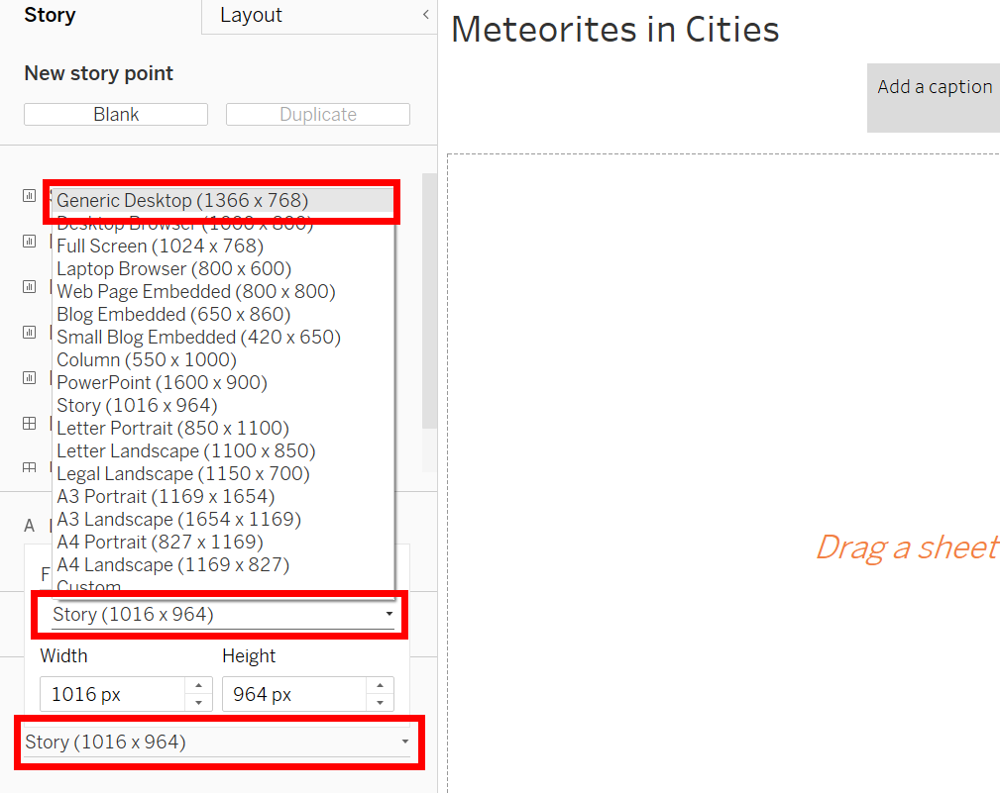 Story
Layout
Meteorites in Cities
New story point
Blank
Duplicate
Add a caption
Generic Desktop (1366 x 768)
Desktop Browser (1000 x 800)
Full Screen (1024 x 768)
Laptop Browser (800 x 600)
Web Page Embedded (800 x 800)
Blog Embedded (650 x 860)
Small Blog Embedded (420 x 650)
Column (550 x 1000)
PowerPoint (1600 x 900)
Story (1016 x 964)
Letter Portrait (850 x 1100)
Letter Landscape (1100 x 850)
Legal Landscape (1150 x 700)
A3 Portrait (1169 x 1654)
A3 Landscape (1654 x 1169)
A
A4 Portrait (827 x 1169)
Drag a sheet
A4 Landscape (1169 x 827)
F
Custom
Story (1016 x 964)
Width
Height
1016 px
964 px
Story (1016 x 964)